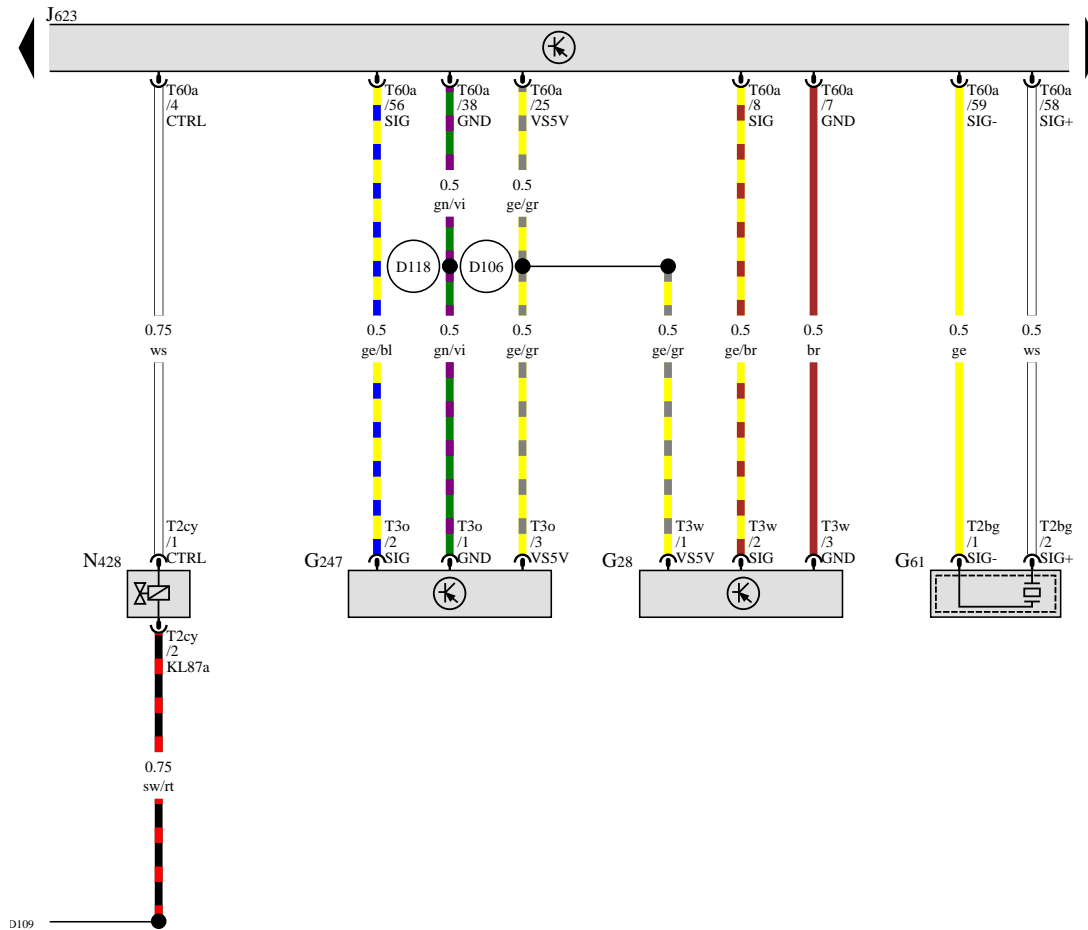 J623
T60a
/4
CTRL
T60a
/56
SIG
T60a
/38
GND
T60a
/25
VS5V
T60a
/8
SIG
T60a
/7
GND
T60a
/59
SIG-
T60a
/58
SIG+
0.5
gn/vi
0.5
ge/gr
D118
D106
0.75
ws
0.5
ge/bl
0.5
gn/vi
0.5
ge/gr
0.5
ge/gr
0.5
ge/br
0.5
br
0.5
ge
0.5
ws
N428
T2cy
/1
CTRL
G247
T3o
/2
SIG
T3o
/1
GND
T3o
/3
VS5V
G28
T3w
/1
VS5V
T3w
/2
SIG
T3w
/3
GND
G61
T2bg
/1
SIG-
T2bg
/2
SIG+
T2cy
/2
KL87a
0.75
sw/rt
D109